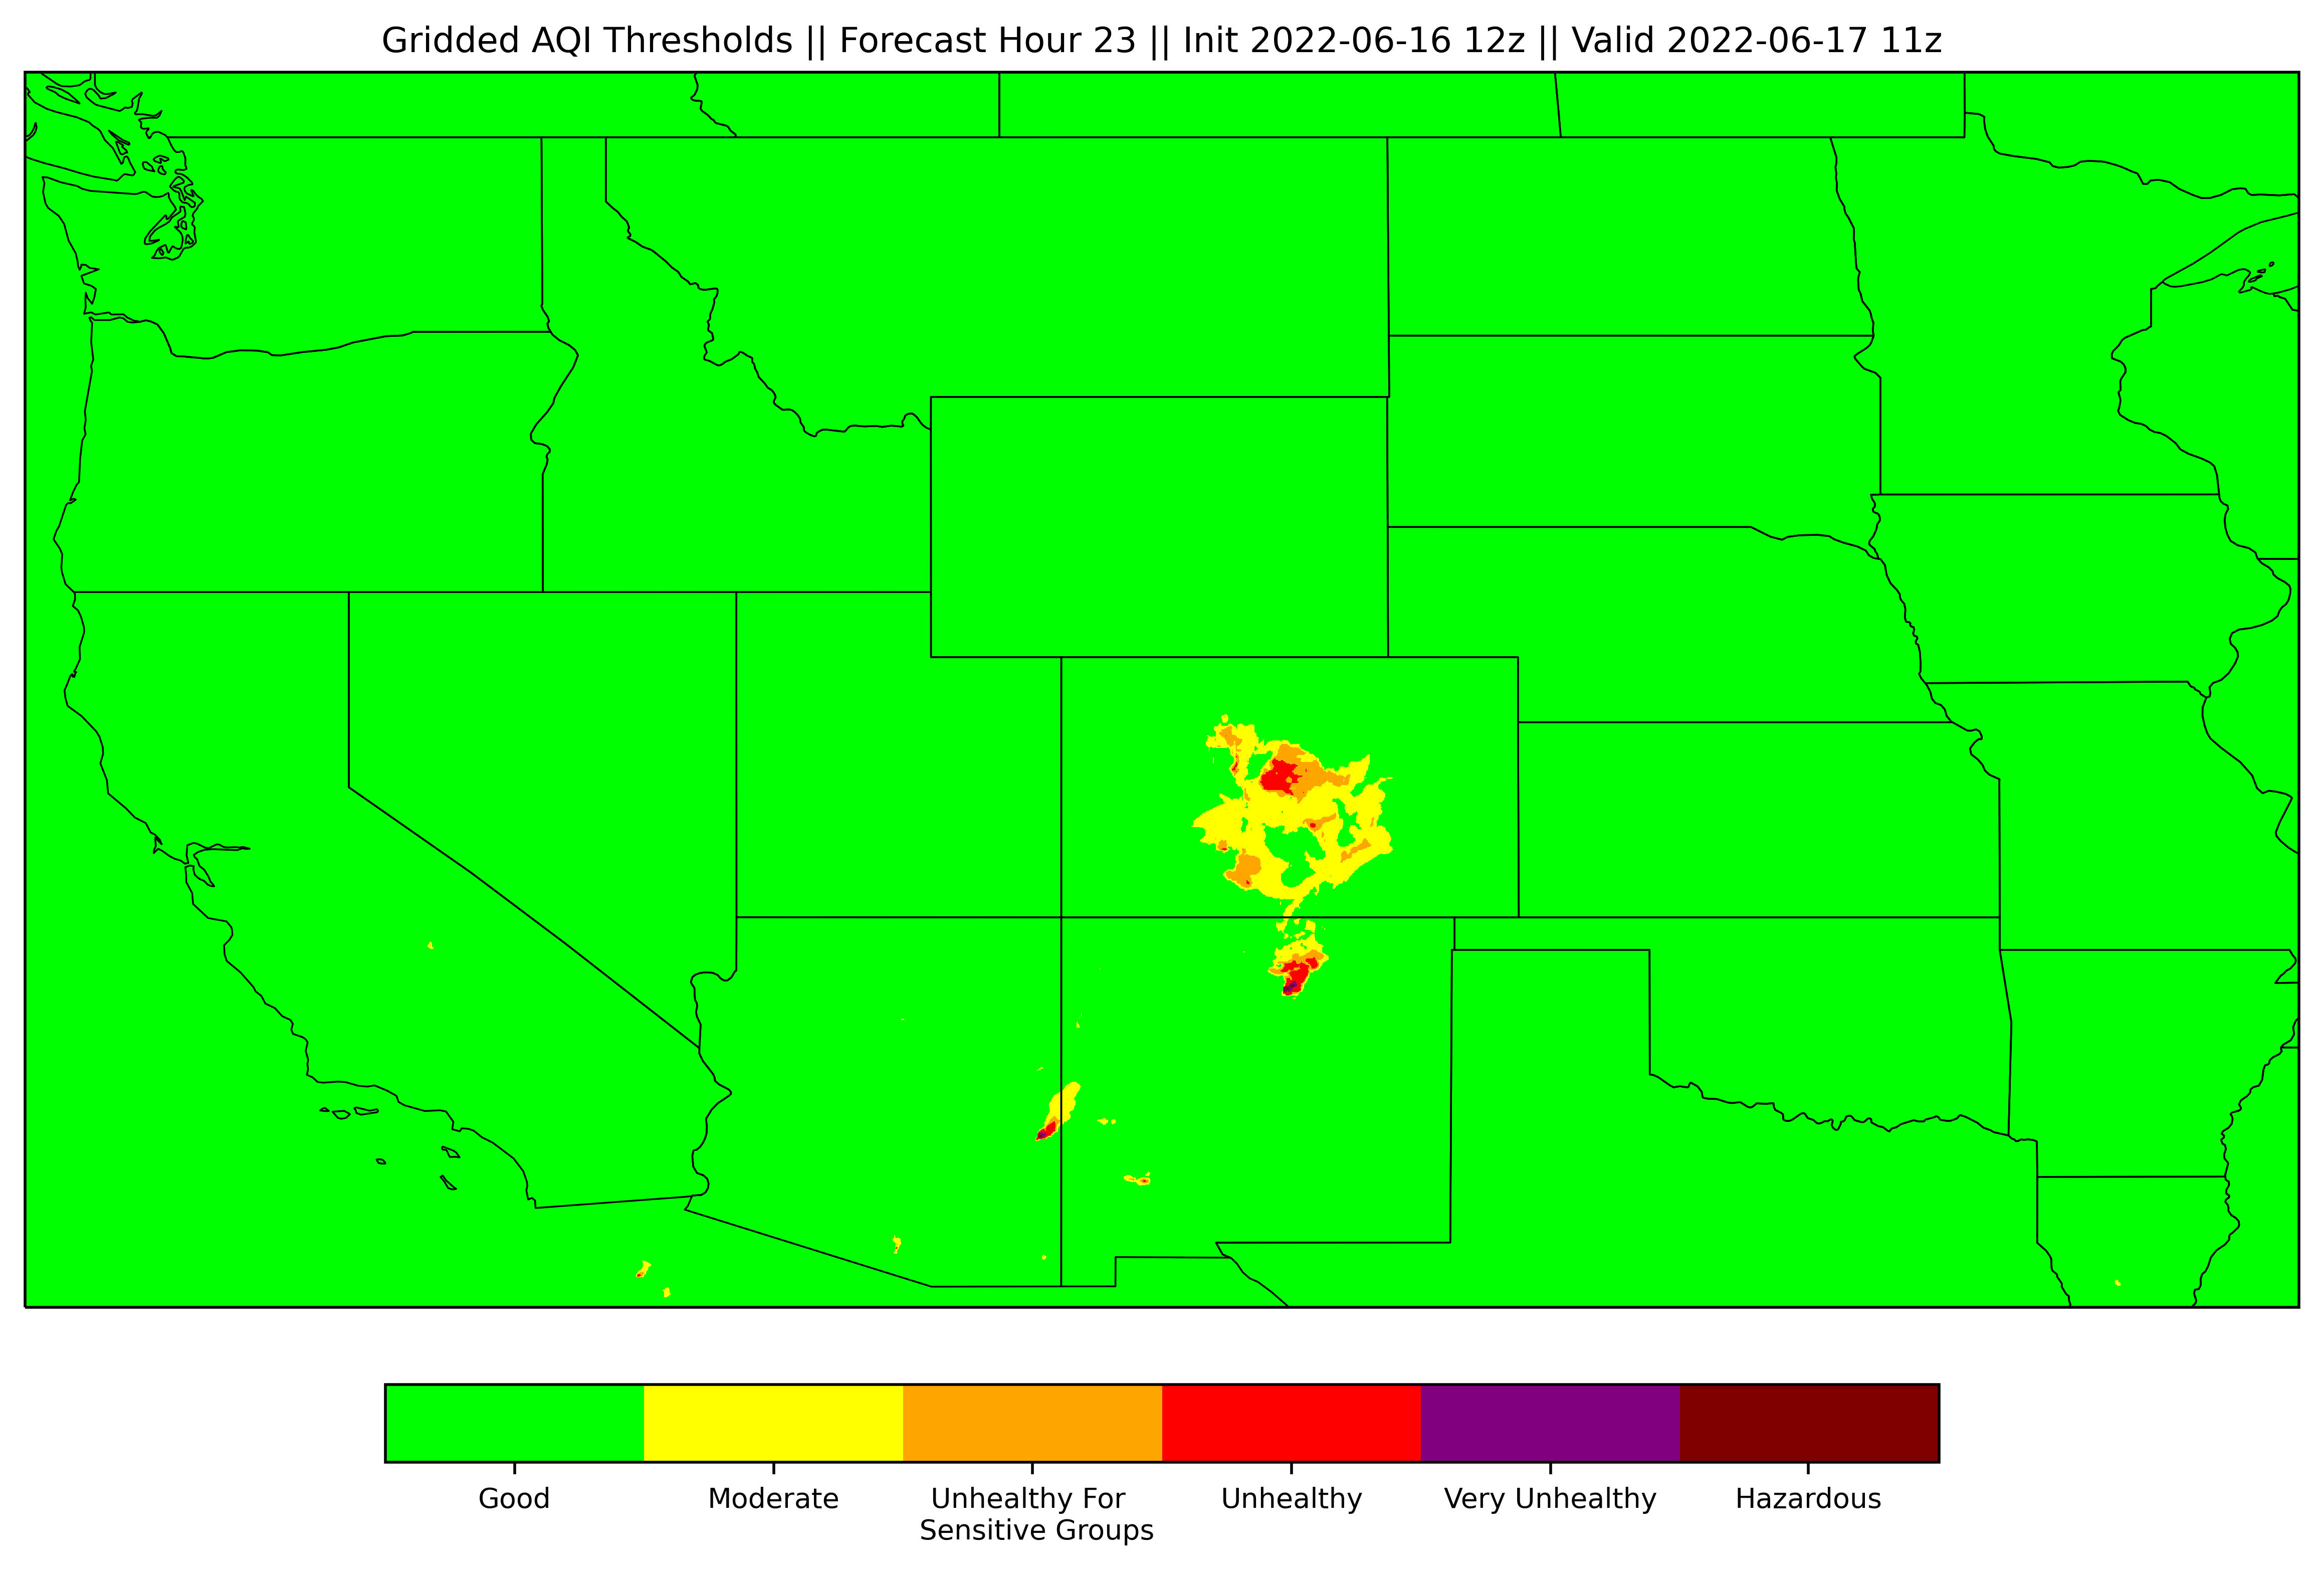 Gridded AQI Thresholds || Forecast Hour 23 || Init 2022-06-16 12z || Valid 2022-06-17 11z
Good
Moderate
Unhealthy For
Sensitive Groups
Unhealthy
Very Unhealthy
Hazardous